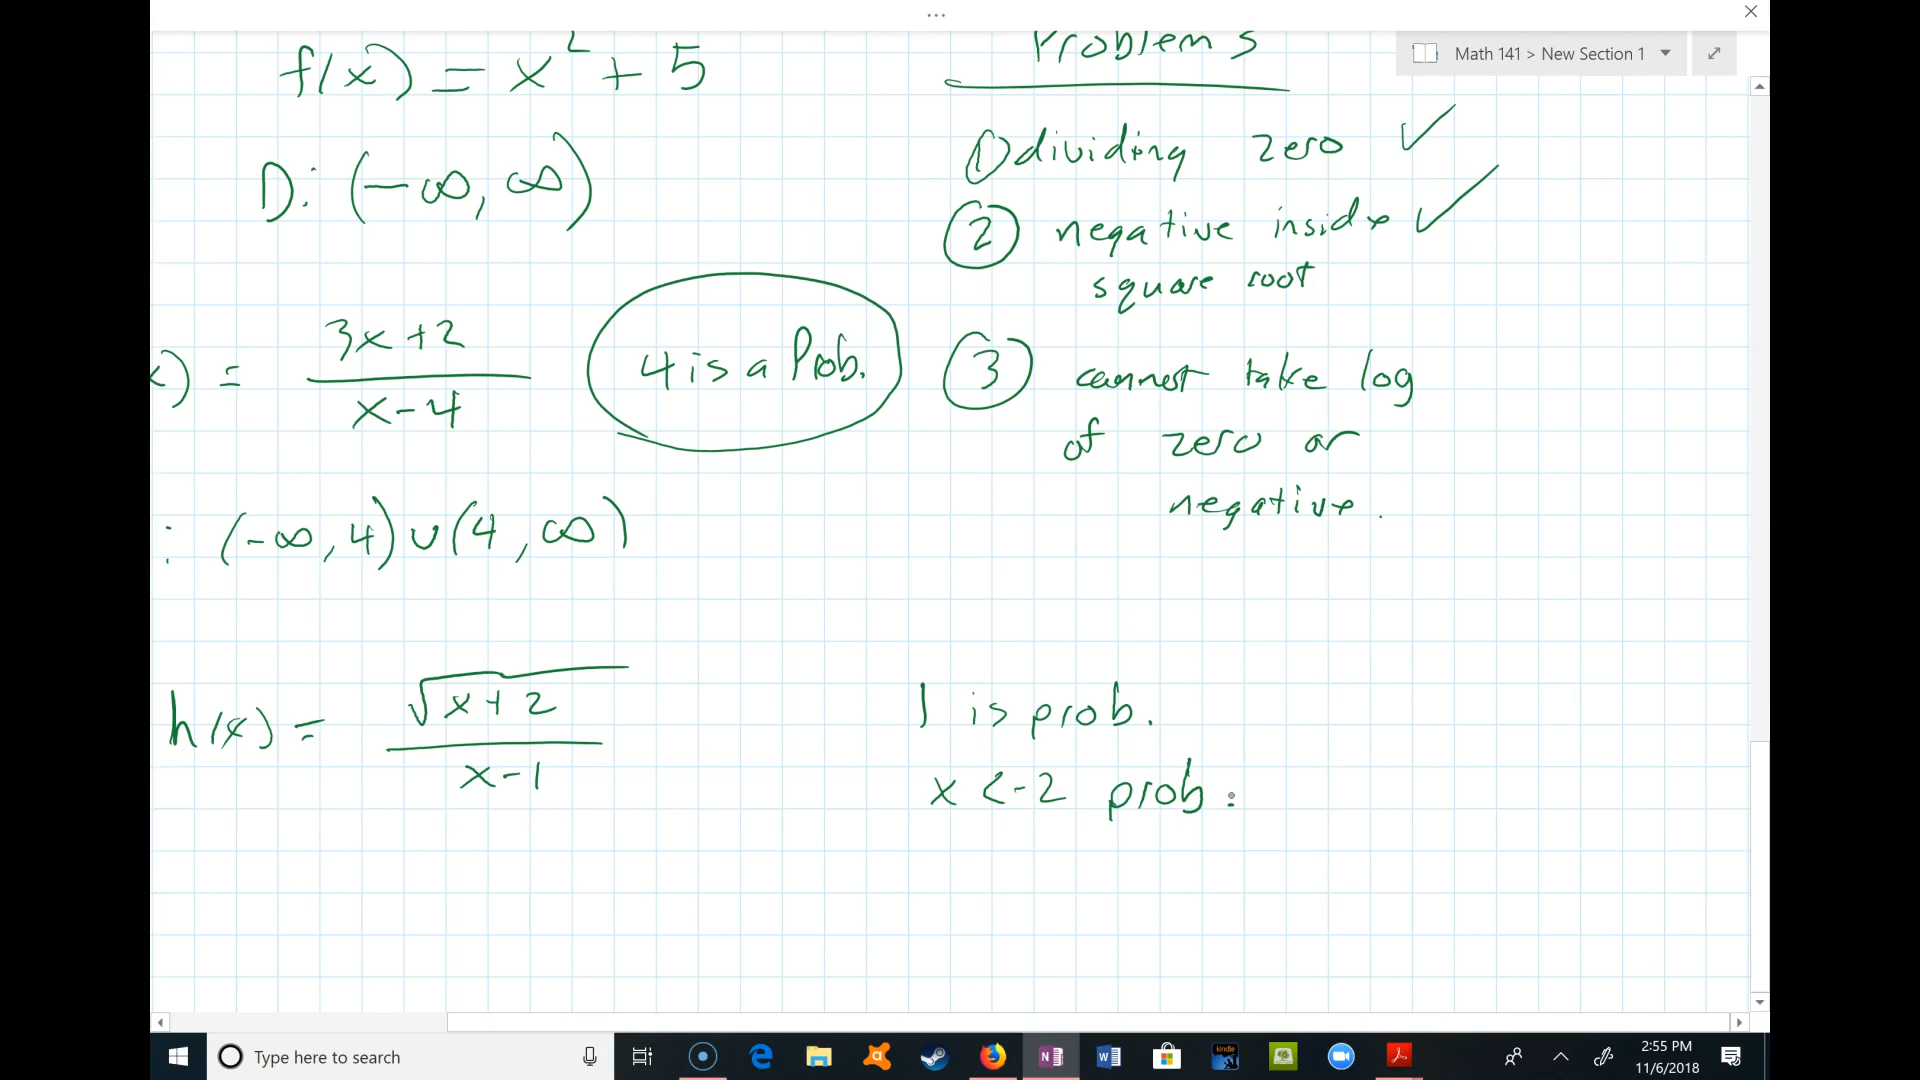 ...
Problems
Math 141 > New Section 1
f(x) = x² + 5
D: (-∞, ∞)
① dividing zero ✓
② negative inside ✓
square root
x) = (3x+2)/(x-4)
4 is a Prob.
③ cannot take log
of zero or
negative.
: (-∞, 4) ∪ (4, ∞)
h(x) = √(x+2)/(x-1)
1 is prob.
x < -2 prob.
Type here to search
kindle
2:55 PM
11/6/2018